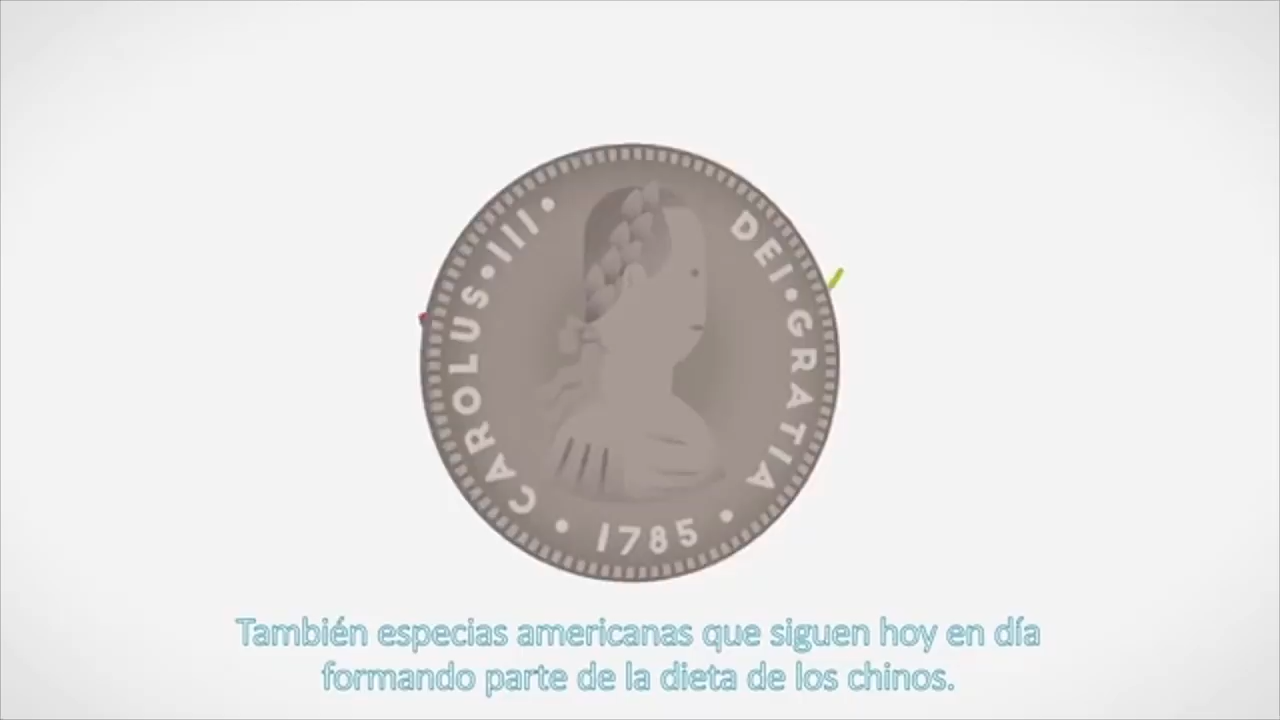 CAROLUS • III •
DEI • GRATIA
• 1785 •
También especias americanas que siguen hoy en día
formando parte de la dieta de los chinos.